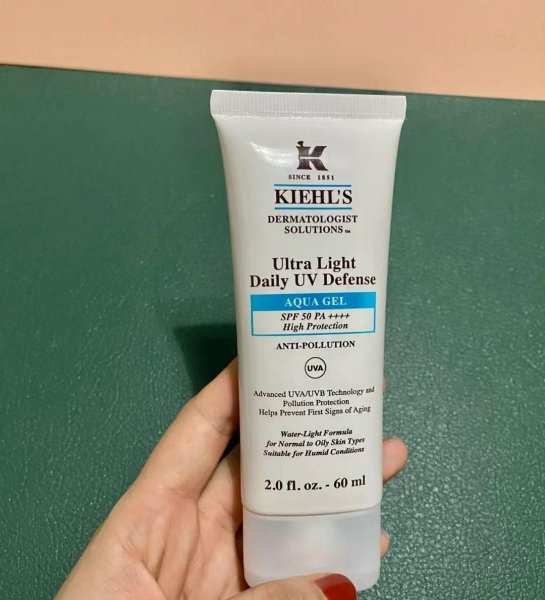 K
SINCE 1851
KIEHL'S
DERMATOLOGIST
SOLUTIONS™
Ultra Light
Daily UV Defense
AQUA GEL
SPF 50 PA ++++
High Protection
ANTI-POLLUTION
UVA
Advanced UVA/UVB Technology and
Pollution Protection
Helps Prevent First Signs of Aging
Water-Light Formula
for Normal to Oily Skin Types
Suitable for Humid Conditions
2.0 fl. oz. - 60 ml